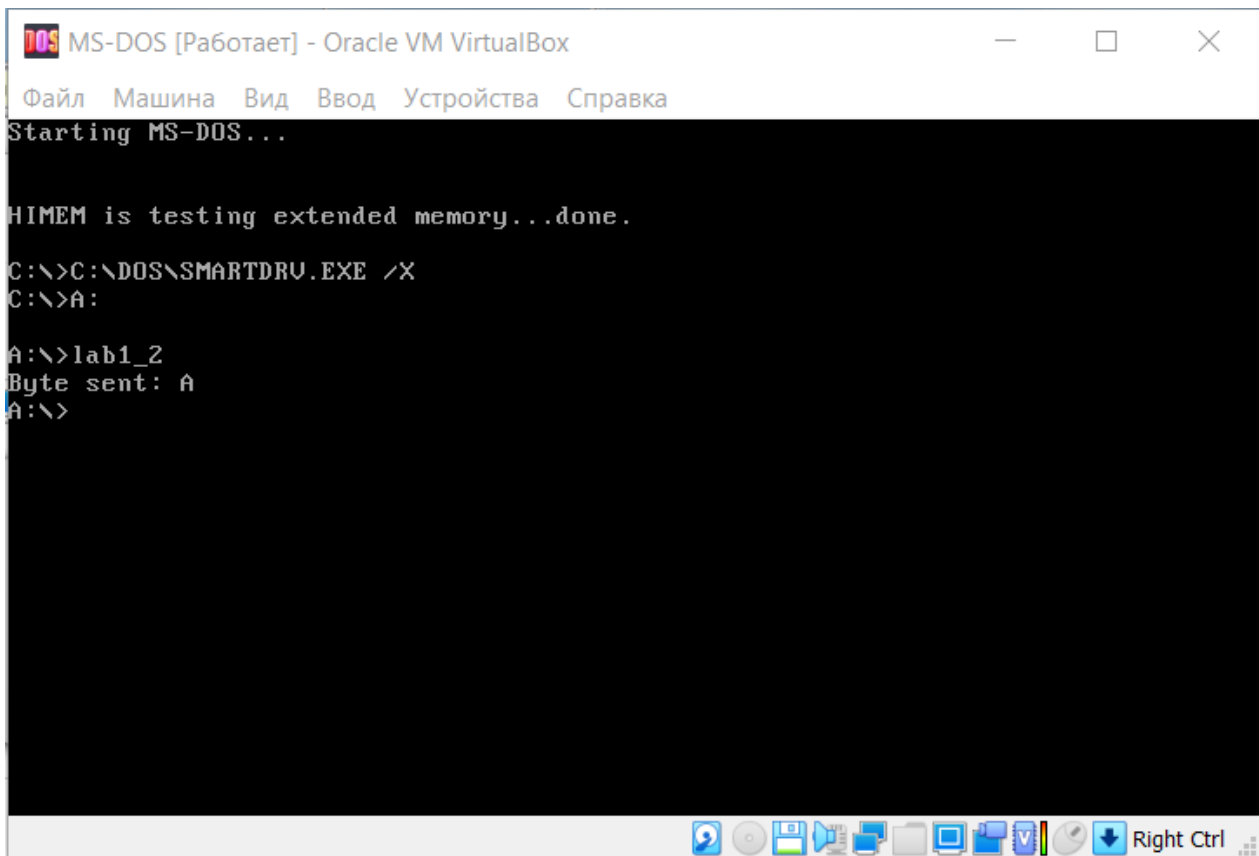 DOS MS-DOS [Работает] - Oracle VM VirtualBox
Файл Машина Вид Ввод Устройства Справка
Starting MS-DOS...
HIMEM is testing extended memory...done.
C:\>C:\DOS\SMARTDRV.EXE /X
C:\>A:
A:\>lab1_2
Byte sent: A
A:\>
V Right Ctrl